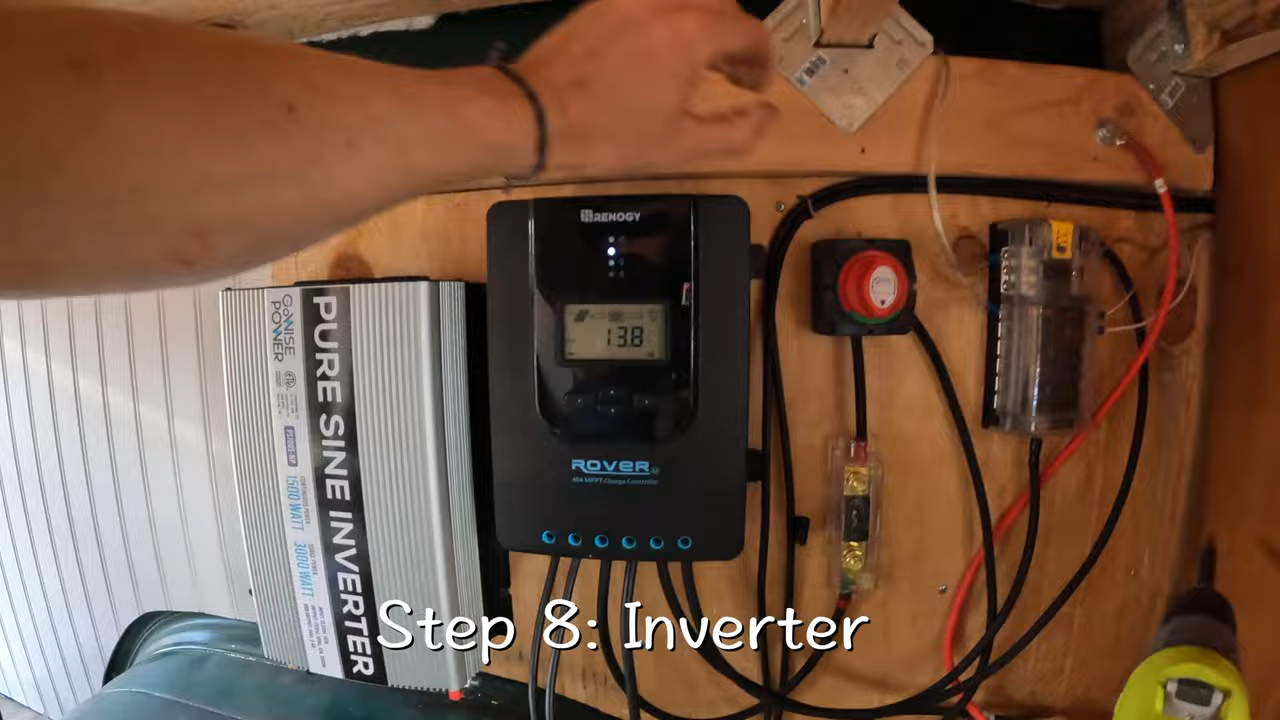 RENOGY
13.8
ROVER
40A MPPT Charge Controller
GoWISE
POWER
PURE SINE INVERTER
1500 WATT
3000 WATT
Step 8: Inverter